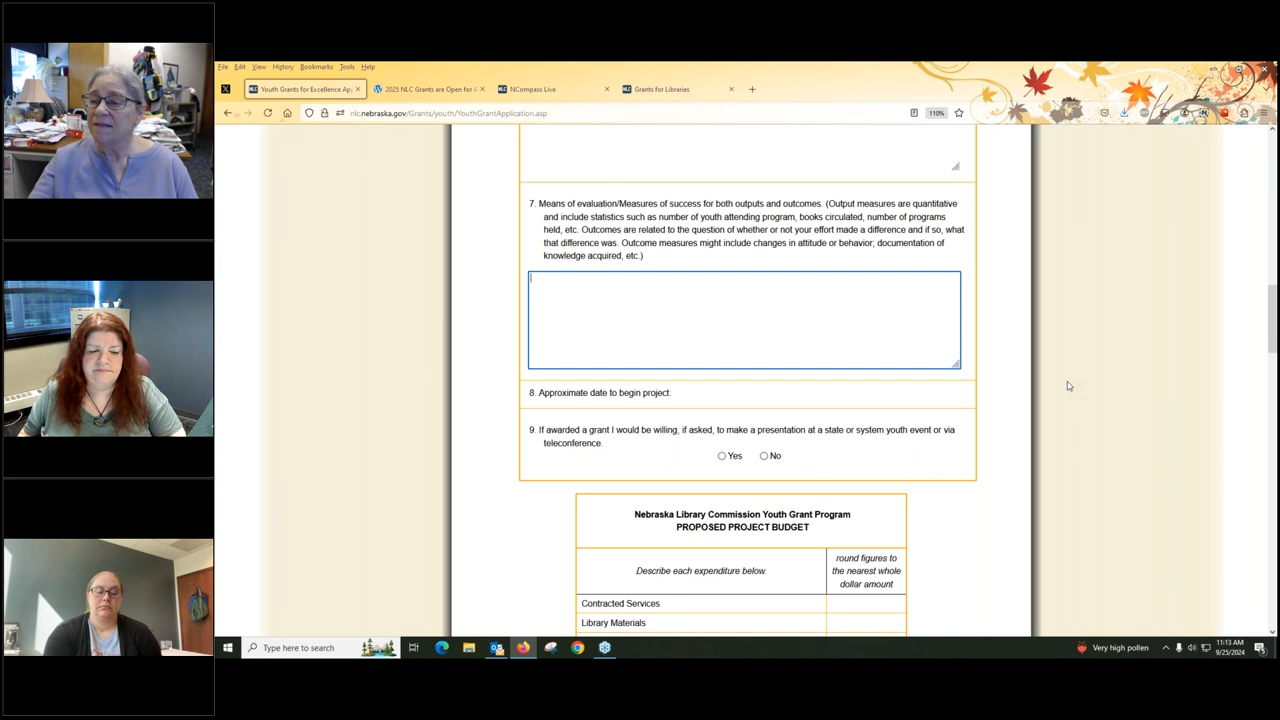 File Edit View History Bookmarks Tools Help
Youth Grants for Excellence Ap
2025 NLC Grants are Open for
NCompass Live
Grants for Libraries
nlc.nebraska.gov/Grants/youth/YouthGrantApplication.asp
110%
7. Means of evaluation/Measures of success for both outputs and outcomes. (Output measures are quantitative
and include statistics such as number of youth attending program, books circulated, number of programs
held, etc. Outcomes are related to the question of whether or not your effort made a difference and if so, what
that difference was. Outcome measures might include changes in attitude or behavior; documentation of
knowledge acquired, etc.)
8. Approximate date to begin project:
9. If awarded a grant I would be willing, if asked, to make a presentation at a state or system youth event or via
teleconference.
Yes No
Nebraska Library Commission Youth Grant Program
PROPOSED PROJECT BUDGET
Describe each expenditure below.
round figures to
the nearest whole
dollar amount
Contracted Services
Library Materials
Type here to search
Very high pollen
11:13 AM
9/25/2024